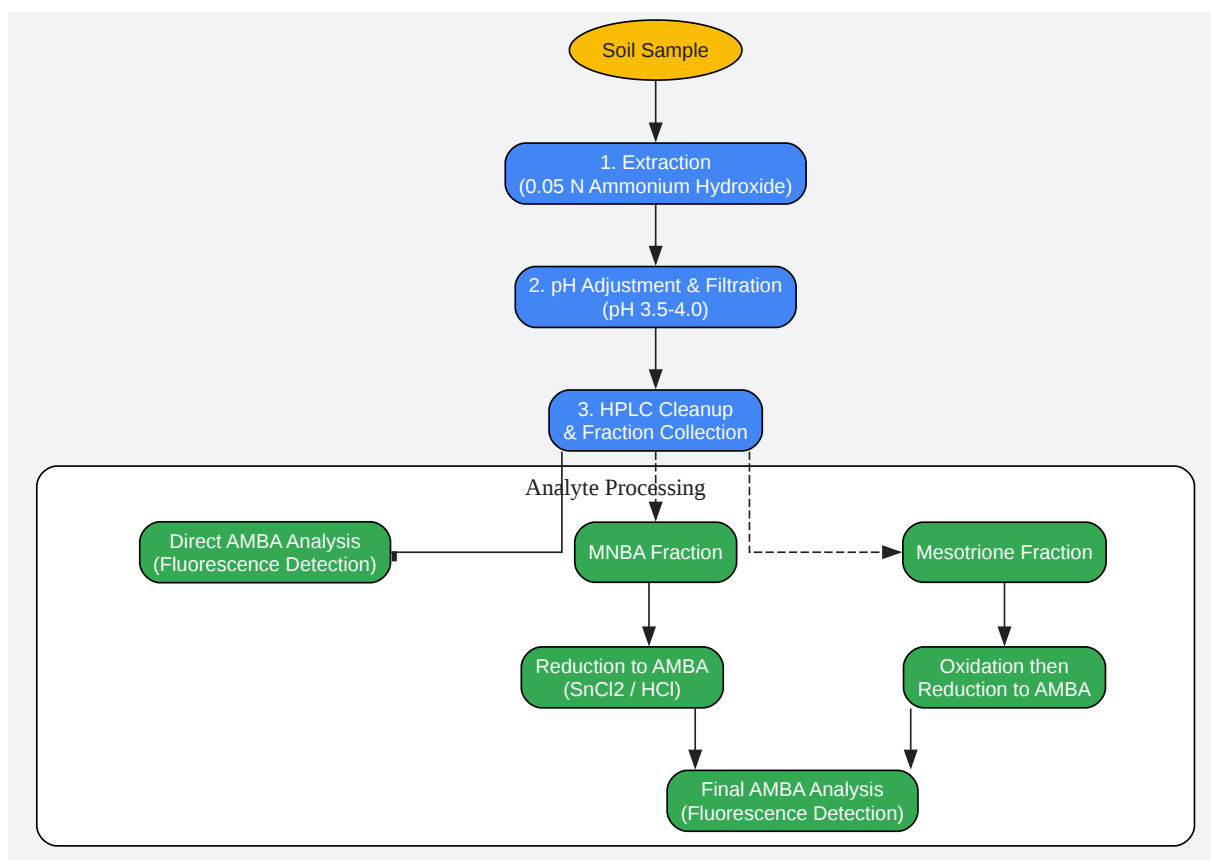 Soil Sample
1. Extraction
(0.05 N Ammonium Hydroxide)
2. pH Adjustment & Filtration
(pH 3.5-4.0)
3. HPLC Cleanup
& Fraction Collection
Analyte Processing
Direct AMBA Analysis
(Fluorescence Detection)
MNBA Fraction
Mesotrione Fraction
Reduction to AMBA
(SnCl2 / HCl)
Oxidation then
Reduction to AMBA
Final AMBA Analysis
(Fluorescence Detection)